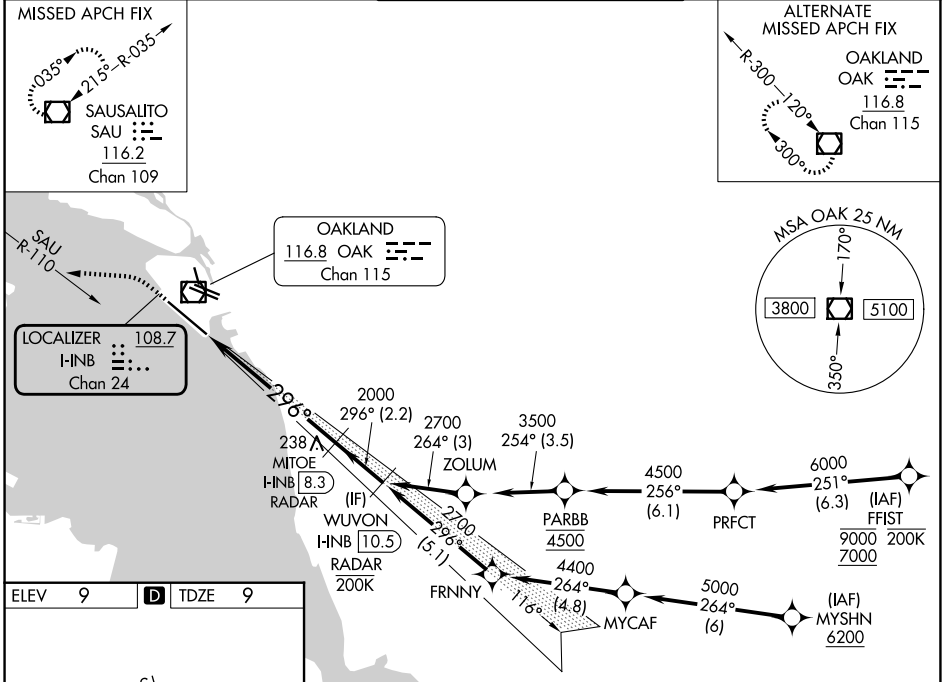 MISSED APCH FIX
035°
215°
R-035
SAUSALITO
SAU
116.2
Chan 109
ALTERNATE
MISSED APCH FIX
R-300
120°
300°
OAKLAND
OAK
116.8
Chan 115
SAU
R-110
OAKLAND
116.8 OAK
Chan 115
MSA OAK 25 NM
170°
3800
5100
350°
LOCALIZER 108.7
I-INB
Chan 24
296°
2000
296° (2.2)
2700
264° (3)
3500
254° (3.5)
238
MITOE
I-INB 8.3
RADAR
ZOLUM
4500
256°
(6.1)
6000
251°
(6.3)
(IF)
WUVON
I-INB 10.5
RADAR
200K
2700
296°
(5.1)
PARBB
4500
PRFCT
(IAF)
FFIST
9000 200K
7000
FRNNY
116°
4400
264°
(4.8)
MYCAF
5000
264°
(6)
(IAF)
MYSHN
6200
ELEV 9
D
TDZE 9